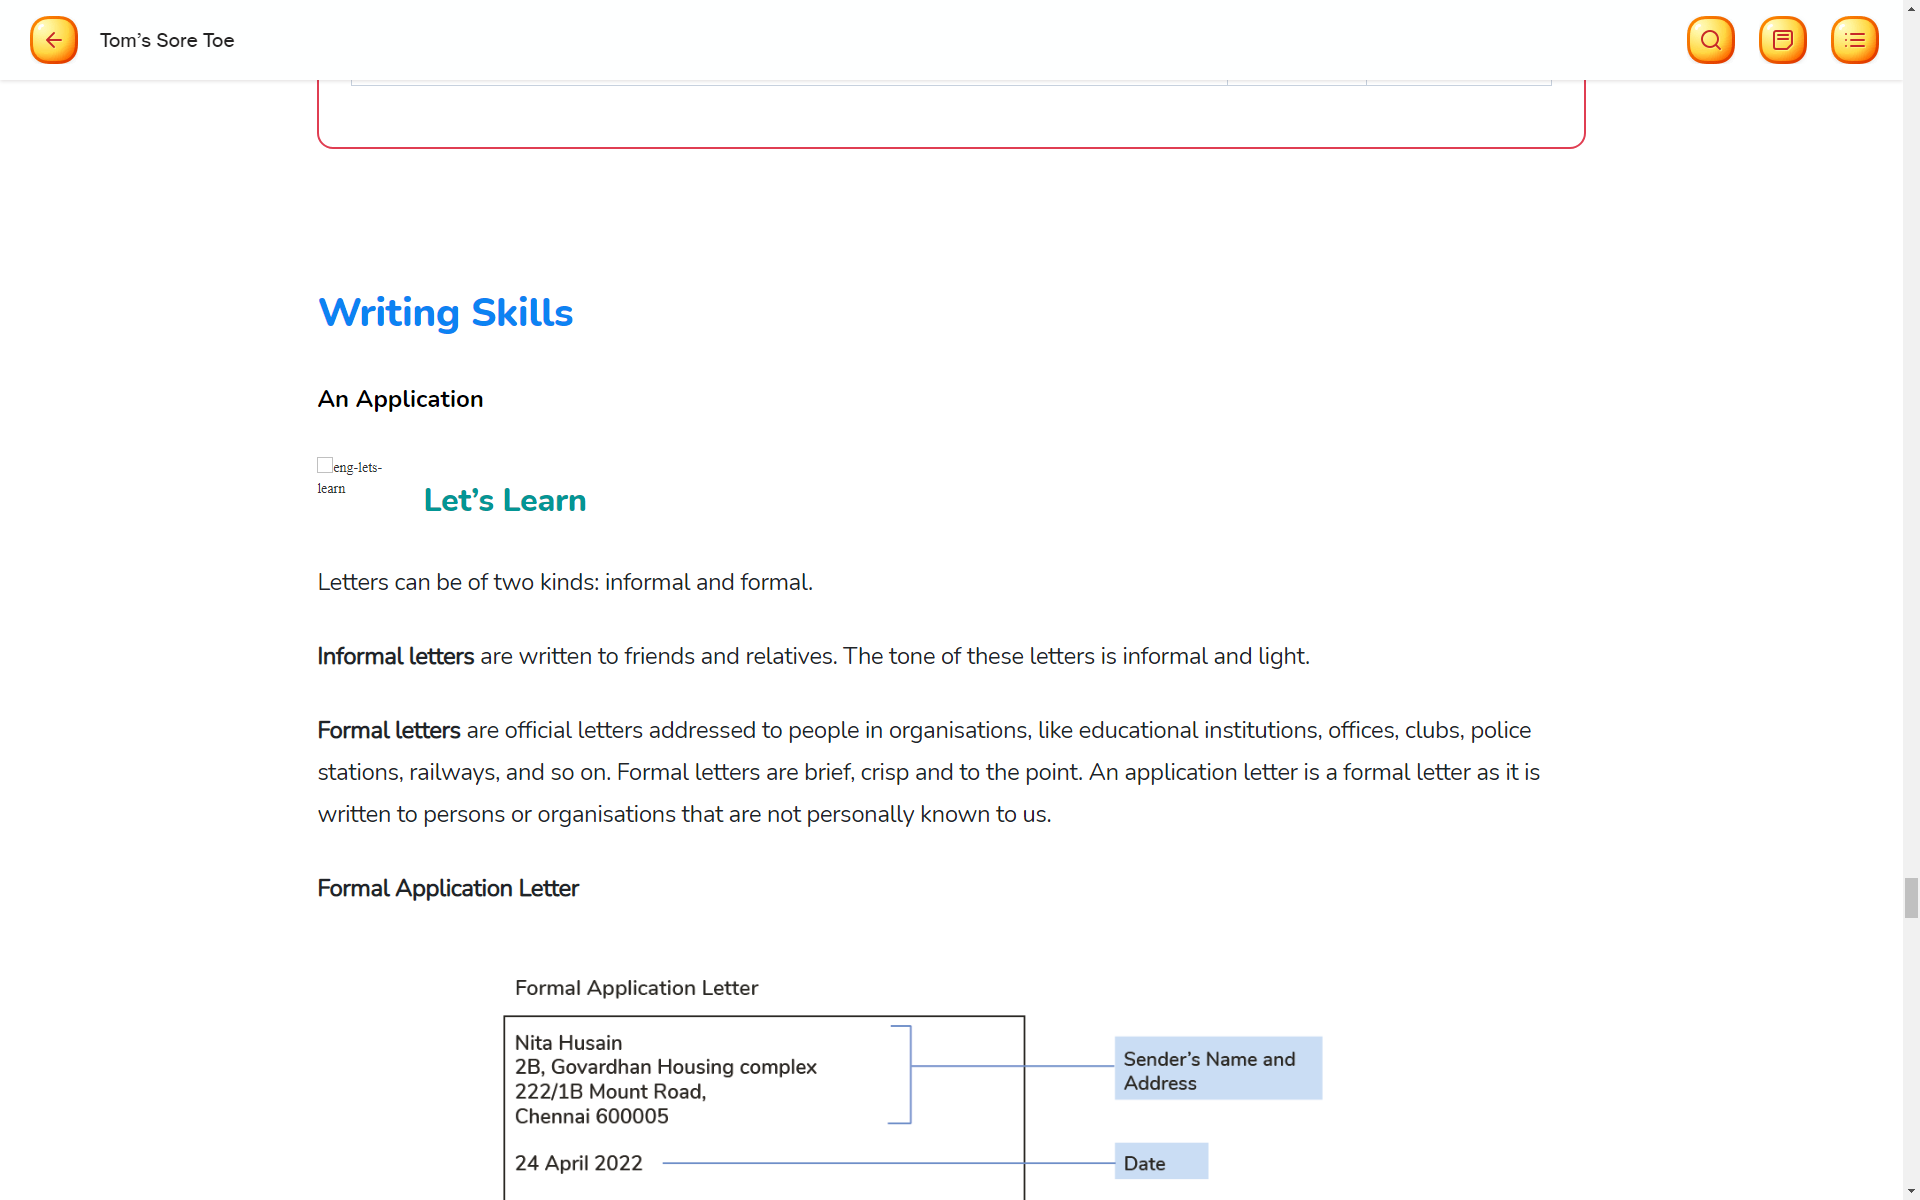 Tom’s Sore Toe
Writing Skills
An Application
eng-lets-
learn
Let’s Learn
Letters can be of two kinds: informal and formal.
Informal letters are written to friends and relatives. The tone of these letters is informal and light.
Formal letters are official letters addressed to people in organisations, like educational institutions, offices, clubs, police
stations, railways, and so on. Formal letters are brief, crisp and to the point. An application letter is a formal letter as it is
written to persons or organisations that are not personally known to us.
Formal Application Letter
Formal Application Letter
Nita Husain
2B, Govardhan Housing complex
222/1B Mount Road,
Chennai 600005
Sender’s Name and
Address
24 April 2022
Date